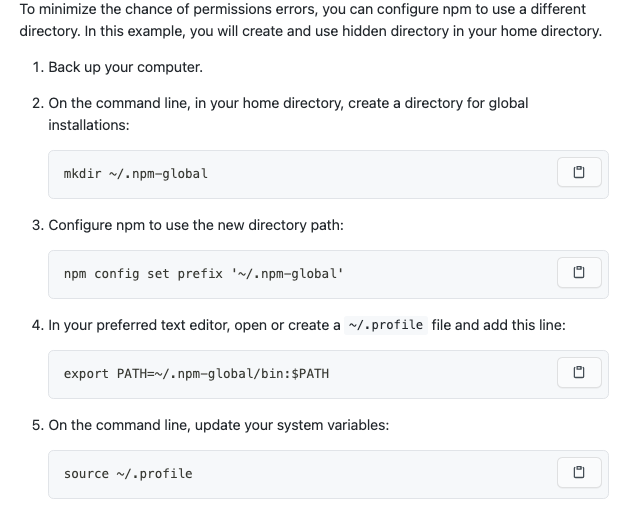 To minimize the chance of permissions errors, you can configure npm to use a different
directory. In this example, you will create and use hidden directory in your home directory.
1. Back up your computer.
2. On the command line, in your home directory, create a directory for global
installations:
mkdir ~/.npm-global
3. Configure npm to use the new directory path:
npm config set prefix '~/.npm-global'
4. In your preferred text editor, open or create a ~/.profile file and add this line:
export PATH=~/.npm-global/bin:$PATH
5. On the command line, update your system variables:
source ~/.profile